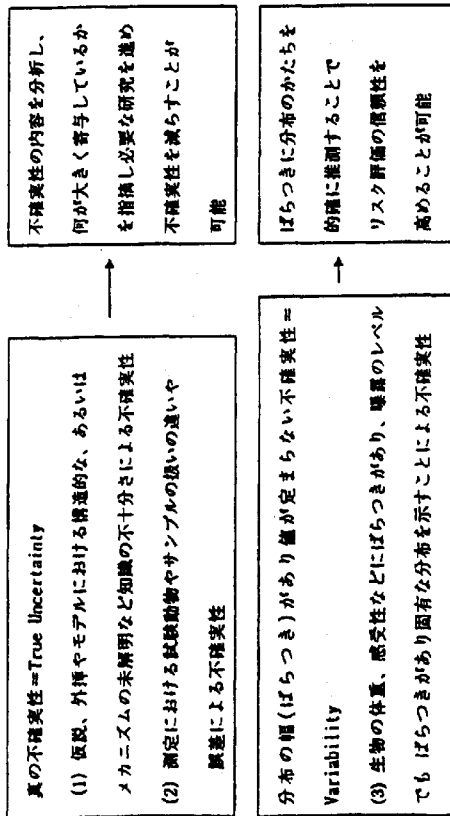 真の不確実性=True Uncertainty
(1) 仮説、外挿やモデルにおける構造的な、あるいは
メカニズムの未解明など知識の不十分さによる不確実性
(2) 測定における試験動物やサンプルの扱いの違いや
誤差による不確実性
不確実性の内容を分析し、
何が大きく寄与しているか
を指摘し必要な研究を進め
不確実性を減らすことが
可能
分布の幅(ばらつき)があり値が定まらない不確実性=
Variability
(3) 生物の体重、感受性などにばらつきがあり、曝露のレベル
でも ばらつきがあり固有な分布を示すことによる不確実性
ばらつきに分布のかたちを
的確に推測することで
リスク評価の信頼性を
高めることが可能